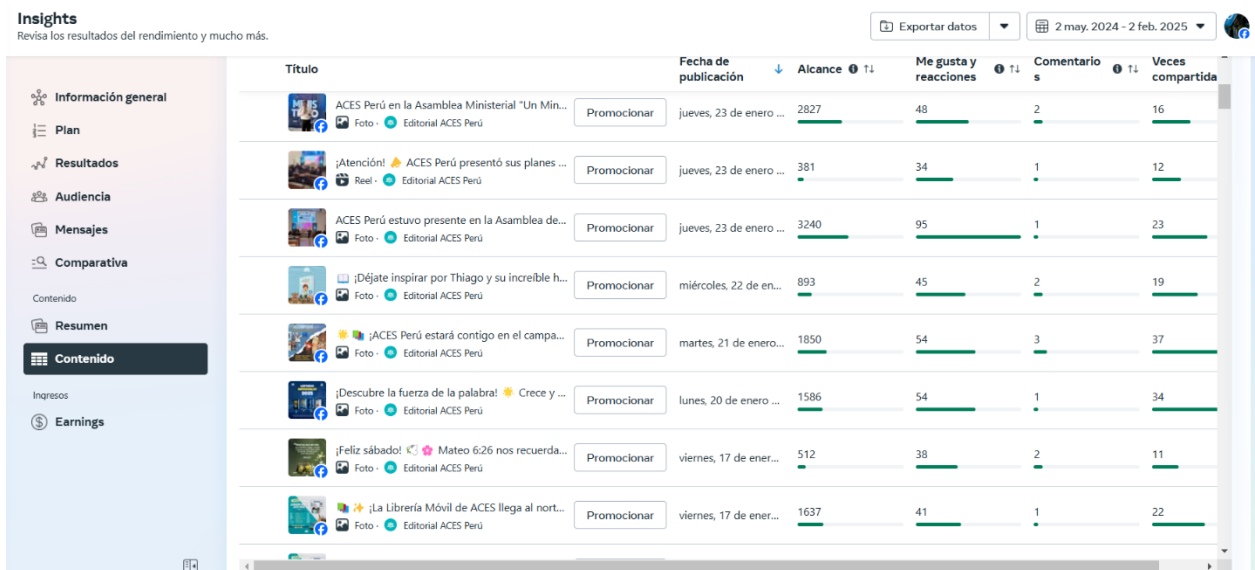 Insights
Revisa los resultados del rendimiento y mucho más.
Exportar datos
2 may. 2024 - 2 feb. 2025
Información general
Plan
Resultados
Audiencia
Mensajes
Comparativa
Contenido
Resumen
Contenido
Ingresos
Earnings
Título
Fecha de
publicación
Alcance
Me gusta y
reacciones
Comentario
s
Veces
compartida
ACES Perú en la Asamblea Ministerial "Un Min...
Foto · Editorial ACES Perú
Promocionar
jueves, 23 de enero ...
2827
48
2
16
¡Atención! 📣 ACES Perú presentó sus planes ...
Reel · Editorial ACES Perú
Promocionar
jueves, 23 de enero ...
381
34
1
12
ACES Perú estuvo presente en la Asamblea de...
Foto · Editorial ACES Perú
Promocionar
jueves, 23 de enero ...
3240
95
1
23
📖 ¡Déjate inspirar por Thiago y su increíble h...
Foto · Editorial ACES Perú
Promocionar
miércoles, 22 de en...
893
45
2
19
☀️ 📚 ¡ACES Perú estará contigo en el campa...
Foto · Editorial ACES Perú
Promocionar
martes, 21 de enero...
1850
54
3
37
¡Descubre la fuerza de la palabra! ☀️ Crece y ...
Foto · Editorial ACES Perú
Promocionar
lunes, 20 de enero ...
1586
54
1
34
¡Feliz sábado! 🕊️ 🌸 Mateo 6:26 nos recuerda...
Foto · Editorial ACES Perú
Promocionar
viernes, 17 de ener...
512
38
2
11
📚 ✨ ¡La Librería Móvil de ACES llega al nort...
Foto · Editorial ACES Perú
Promocionar
viernes, 17 de ener...
1637
41
1
22